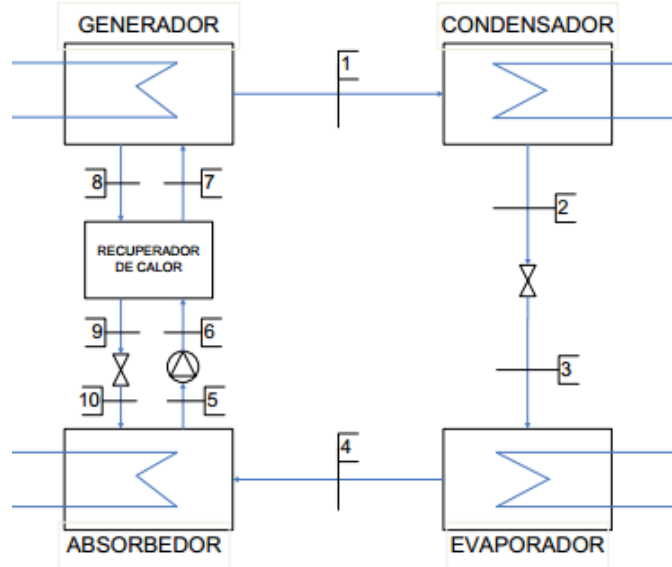 GENERADOR
CONDENSADOR
1
8
7
2
RECUPERADOR
DE CALOR
9
6
3
10
5
4
ABSORBEDOR
EVAPORADOR